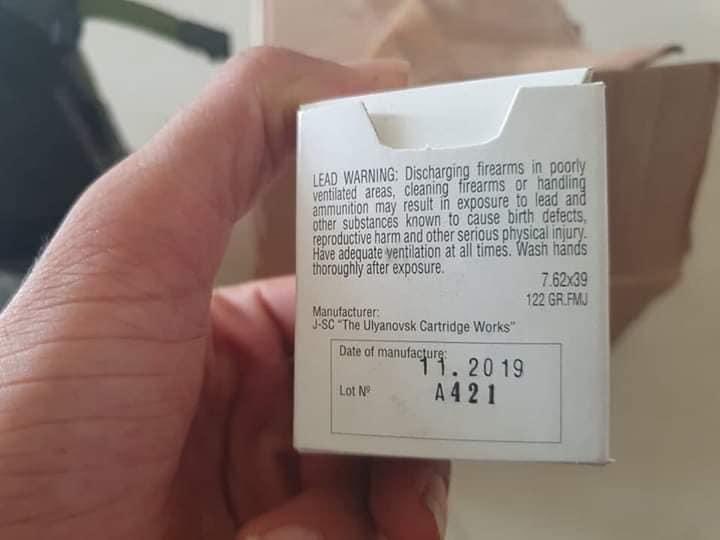 LEAD WARNING: Discharging firearms in poorly
ventilated areas, cleaning firearms or handling
ammunition may result in exposure to lead and
other substances known to cause birth defects,
reproductive harm and other serious physical injury.
Have adequate ventilation at all times. Wash hands
thoroughly after exposure.
7.62x39
122 GR.FMJ
Manufacturer:
J-SC "The Ulyanovsk Cartridge Works"
Date of manufacture:
11.2019
Lot № A421